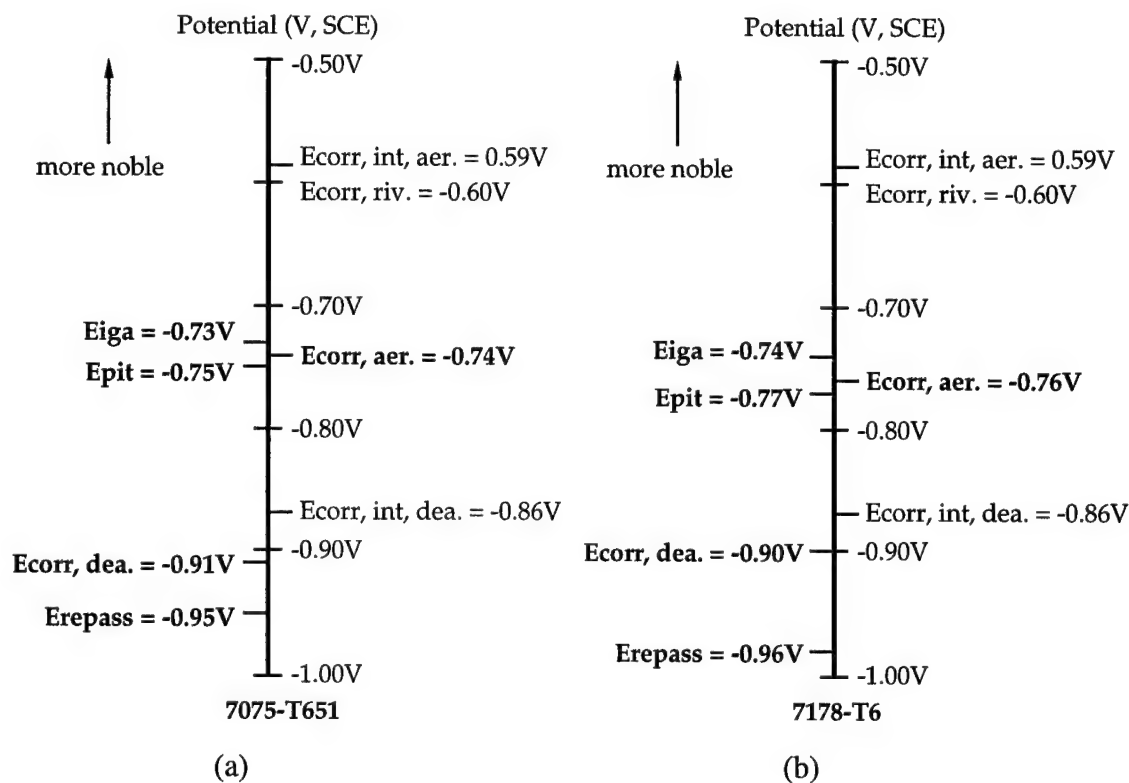 Potential (V, SCE)
-0.50V
more noble
Ecorr, int, aer. = 0.59V
Ecorr, riv. = -0.60V
-0.70V
Eiga = -0.73V
Ecorr, aer. = -0.74V
Epit = -0.75V
-0.80V
Ecorr, int, dea. = -0.86V
-0.90V
Ecorr, dea. = -0.91V
Erepass = -0.95V
-1.00V
7075-T651
(a)
Potential (V, SCE)
-0.50V
more noble
Ecorr, int, aer. = 0.59V
Ecorr, riv. = -0.60V
-0.70V
Eiga = -0.74V
Ecorr, aer. = -0.76V
Epit = -0.77V
-0.80V
Ecorr, int, dea. = -0.86V
Ecorr, dea. = -0.90V
-0.90V
Erepass = -0.96V
-1.00V
7178-T6
(b)